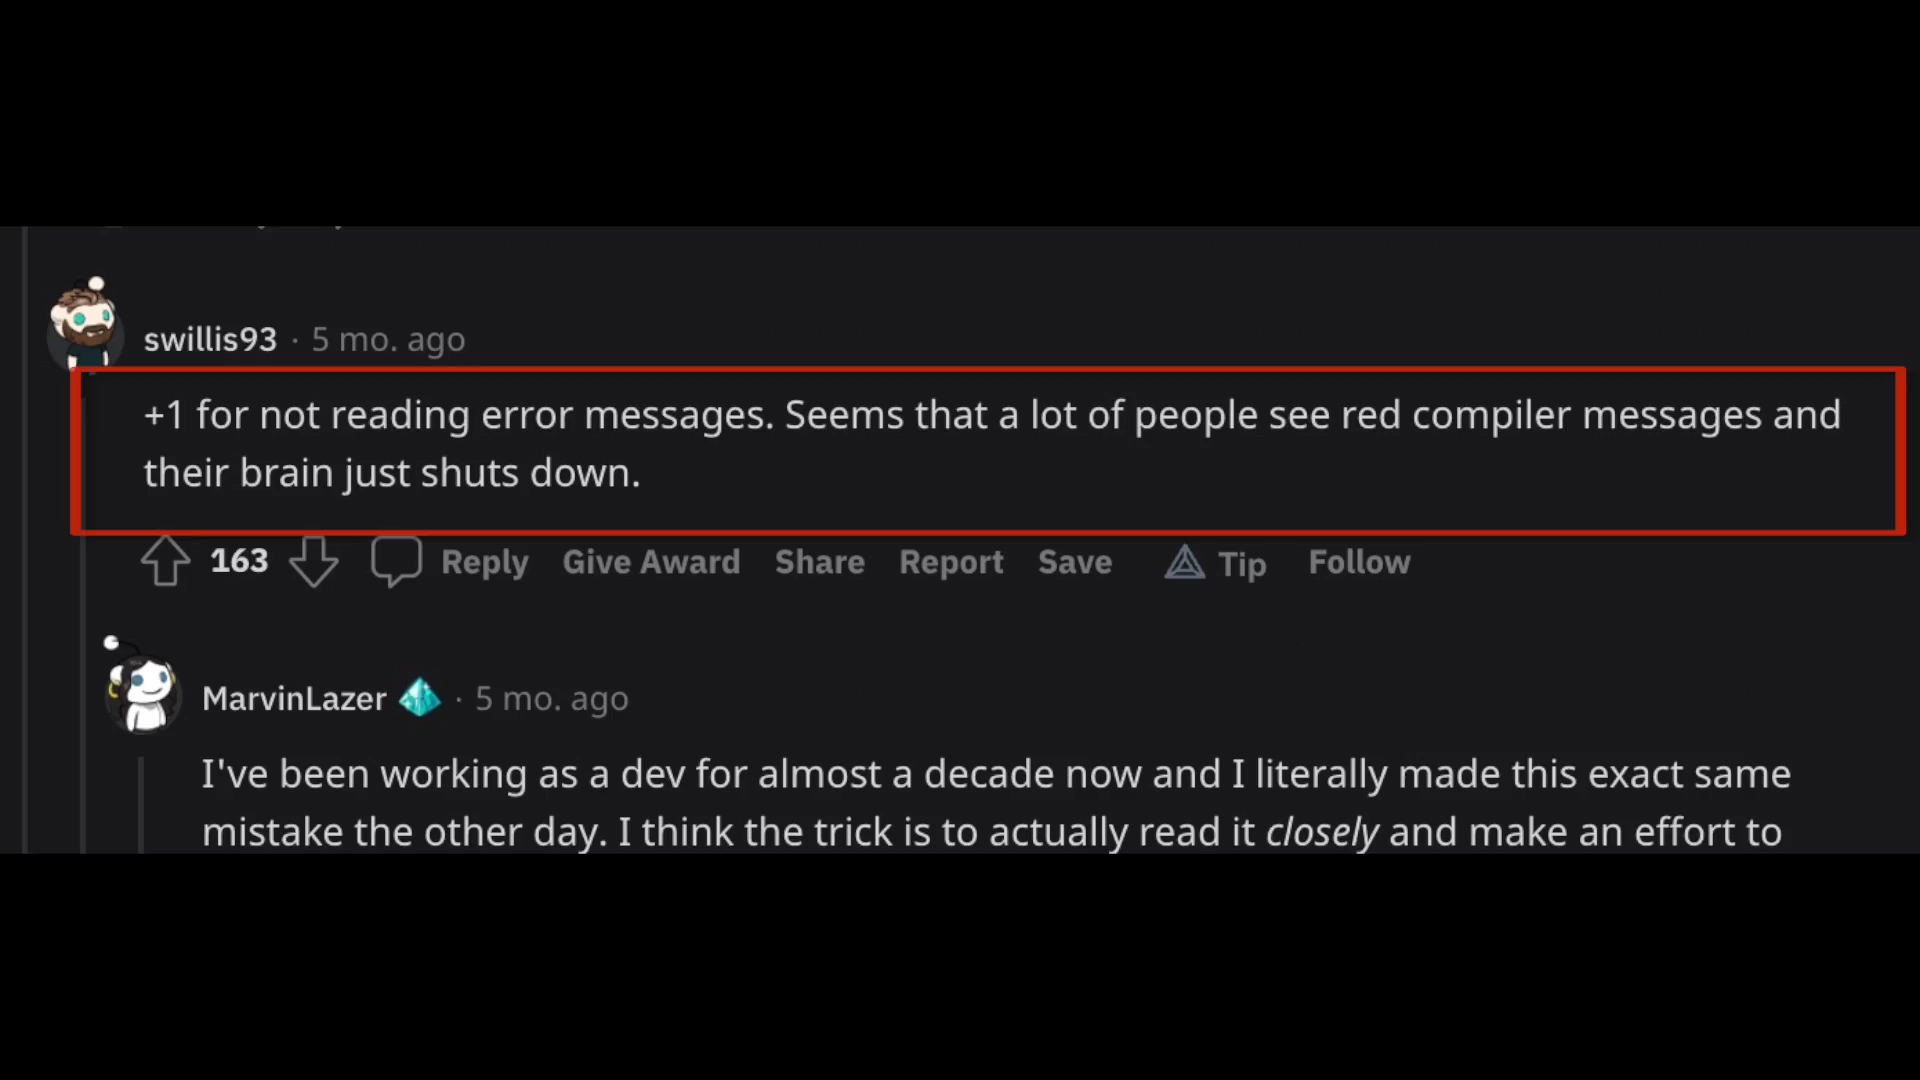 swillis93 · 5 mo. ago
+1 for not reading error messages. Seems that a lot of people see red compiler messages and
their brain just shuts down.
163 Reply Give Award Share Report Save Tip Follow
MarvinLazer · 5 mo. ago
I've been working as a dev for almost a decade now and I literally made this exact same
mistake the other day. I think the trick is to actually read it closely and make an effort to